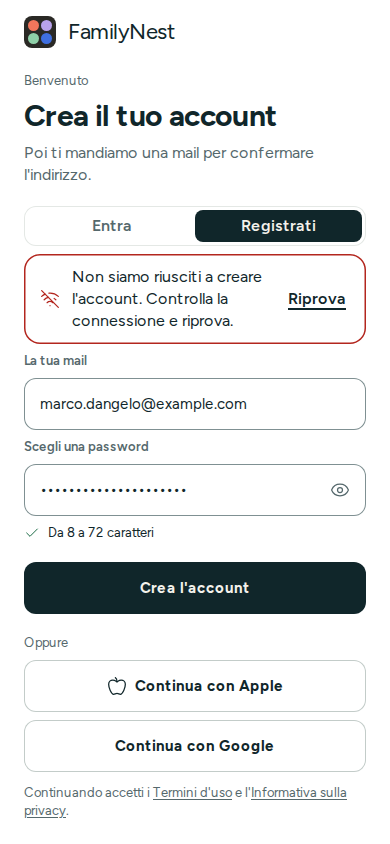 FamilyNest
Benvenuto
Crea il tuo account
Poi ti mandiamo una mail per confermare
l'indirizzo.
Entra
Registrati
Non siamo riusciti a creare
l'account. Controlla la
connessione e riprova.
Riprova
La tua mail
marco.dangelo@example.com
Scegli una password
•••••••••••••••••••••
Da 8 a 72 caratteri
Crea l'account
Oppure
Continua con Apple
Continua con Google
Continuando accetti i Termini d'uso e l'Informativa sulla
privacy.